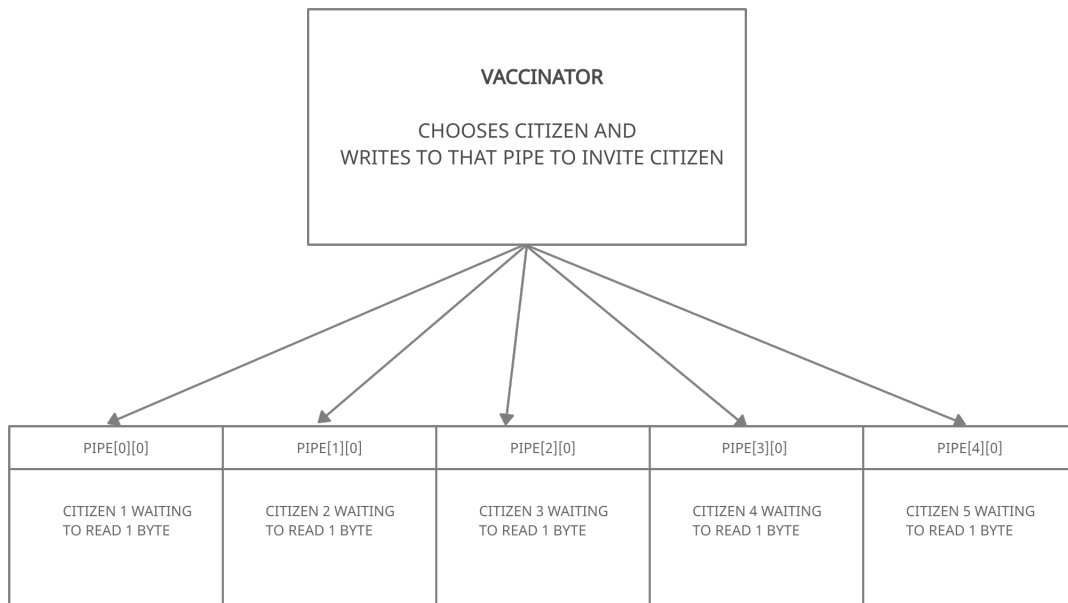 VACCINATOR
CHOOSES CITIZEN AND
WRITES TO THAT PIPE TO INVITE CITIZEN
PIPE[0][0]
PIPE[1][0]
PIPE[2][0]
PIPE[3][0]
PIPE[4][0]
CITIZEN 1 WAITING
TO READ 1 BYTE
CITIZEN 2 WAITING
TO READ 1 BYTE
CITIZEN 3 WAITING
TO READ 1 BYTE
CITIZEN 4 WAITING
TO READ 1 BYTE
CITIZEN 5 WAITING
TO READ 1 BYTE